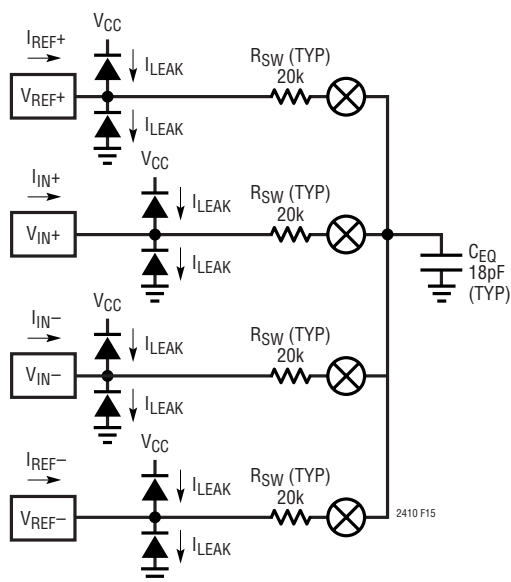 VCC
IREF+
ILEAK
VREF+
ILEAK
RSW (TYP)
20k
VCC
IIN+
ILEAK
VIN+
ILEAK
RSW (TYP)
20k
CEQ
18pF
(TYP)
VCC
IIN–
ILEAK
VIN–
ILEAK
RSW (TYP)
20k
VCC
IREF–
ILEAK
VREF–
ILEAK
RSW (TYP)
20k
2410 F15